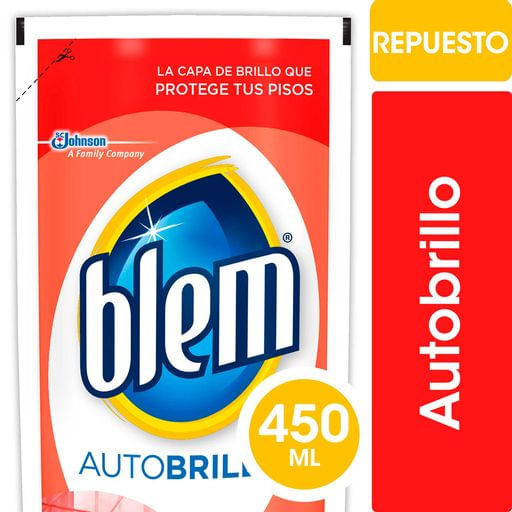 REPUESTO
LA CAPA DE BRILLO QUE
PROTEGE TUS PISOS
SC Johnson
A Family Company
blem®
AUTOBRILL
450
ML
Autobrillo